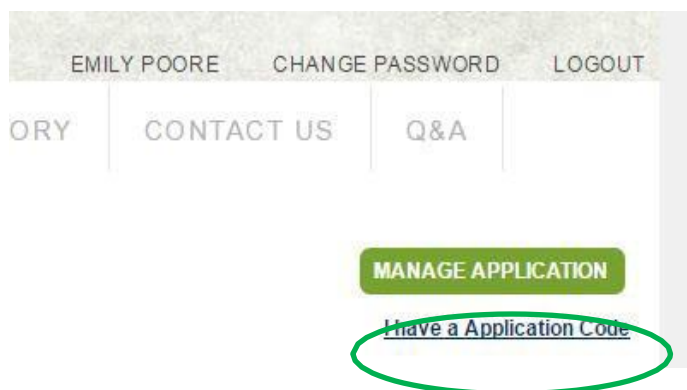 EMILY POORE CHANGE PASSWORD LOGOUT
ORY CONTACT US Q&A
MANAGE APPLICATION
I have a Application Code